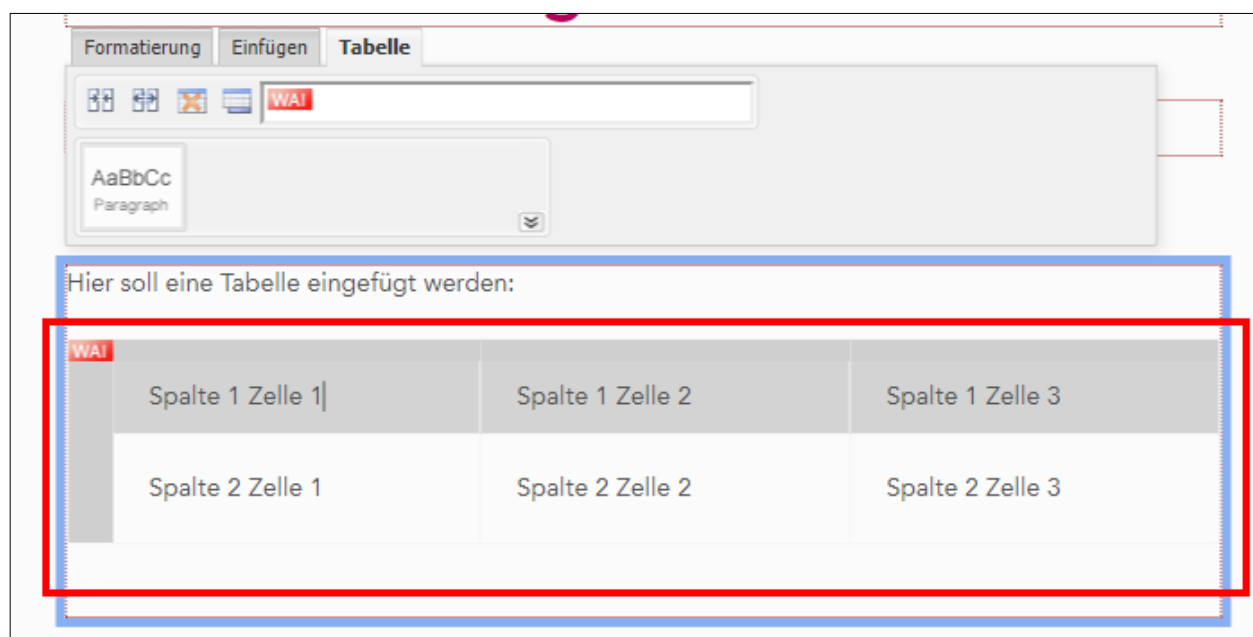 Formatierung Einfügen Tabelle
WAI
AaBbCc
Paragraph
Hier soll eine Tabelle eingefügt werden:
WAI
Spalte 1 Zelle 1 Spalte 1 Zelle 2 Spalte 1 Zelle 3
Spalte 2 Zelle 1 Spalte 2 Zelle 2 Spalte 2 Zelle 3